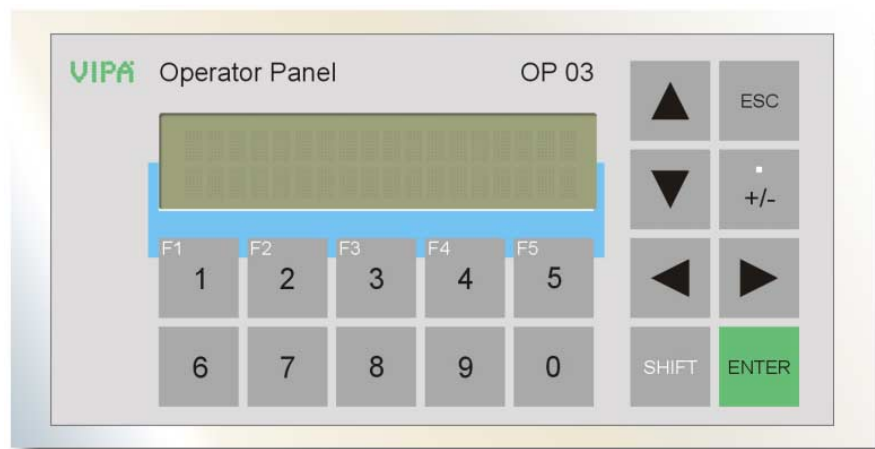 VIPA Operator Panel OP 03
ESC
+/-
F1 F2 F3 F4 F5
1 2 3 4 5
6 7 8 9 0
SHIFT ENTER